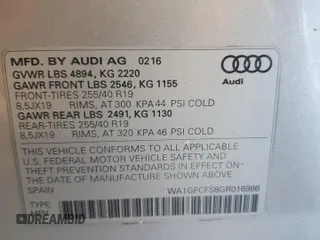 MFD. BY AUDI AG 0216
GVWR LBS 4894, KG 2220
GAWR FRONT LBS 2546, KG 1155
FRONT-TIRES 255/40 R19
8,5JX19 RIMS, AT 300 KPA 44 PSI COLD
GAWR REAR LBS 2491, KG 1130
REAR-TIRES 255/40 R19
8,5JX19 RIMS, AT 320 KPA 46 PSI COLD
Audi
THIS VEHICLE CONFORMS TO ALL APPLICABLE
U.S. FEDERAL MOTOR VEHICLE SAFETY BUMPER
AND THEFT PREVENTION STANDARDS IN EFFECT ON
THE DATE OF MANUFACTURE SHOWN ABOVE.
SPAIN WA1GFCFS8GR016986
TYPE: